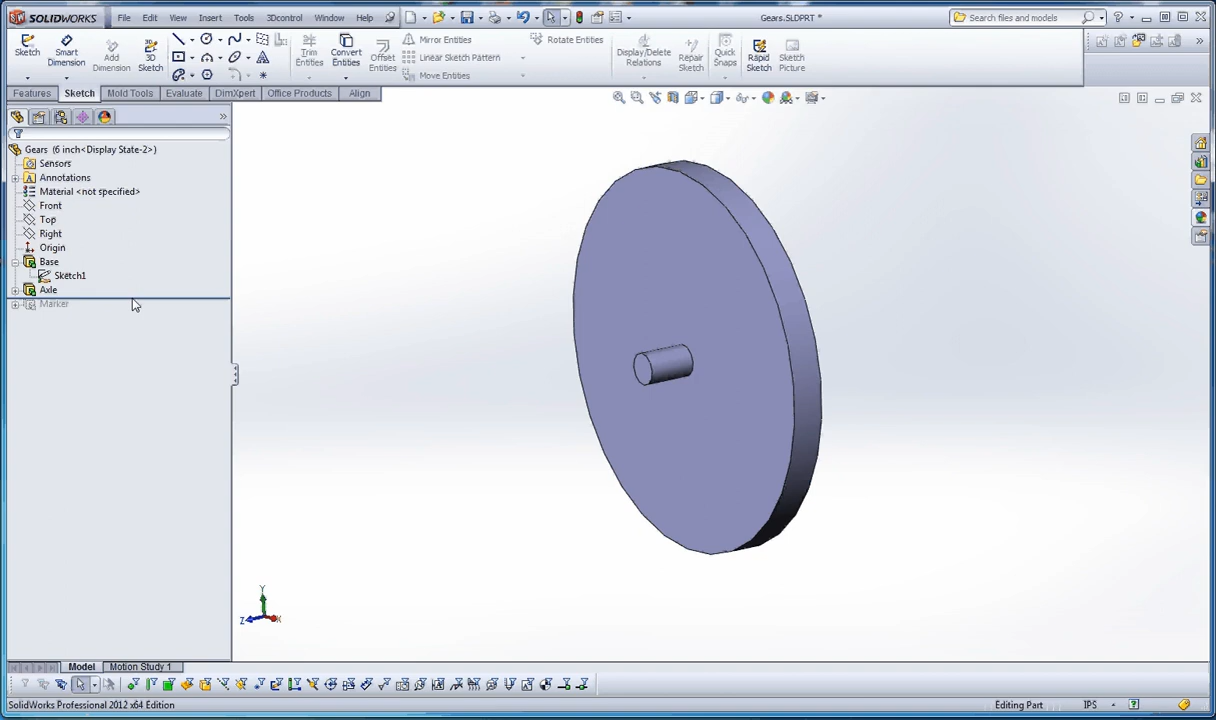 SOLIDWORKS File Edit View Insert Tools 3Dcontrol Window Help Gears.SLDPRT * Search files and models
Sketch Smart Dimension Add Dimension 3D Sketch Trim Entities Convert Entities Offset Entities Mirror Entities Linear Sketch Pattern Move Entities Rotate Entities Display/Delete Relations Repair Sketch Quick Snaps Rapid Sketch Sketch Picture
Features Sketch Mold Tools Evaluate DimXpert Office Products Align
Gears (6 inch<Display State-2>)
Sensors
Annotations
Material <not specified>
Front
Top
Right
Origin
Base
Sketch1
Axle
Marker
Y
Z X
Model Motion Study 1
SolidWorks Professional 2012 x64 Edition Editing Part IPS